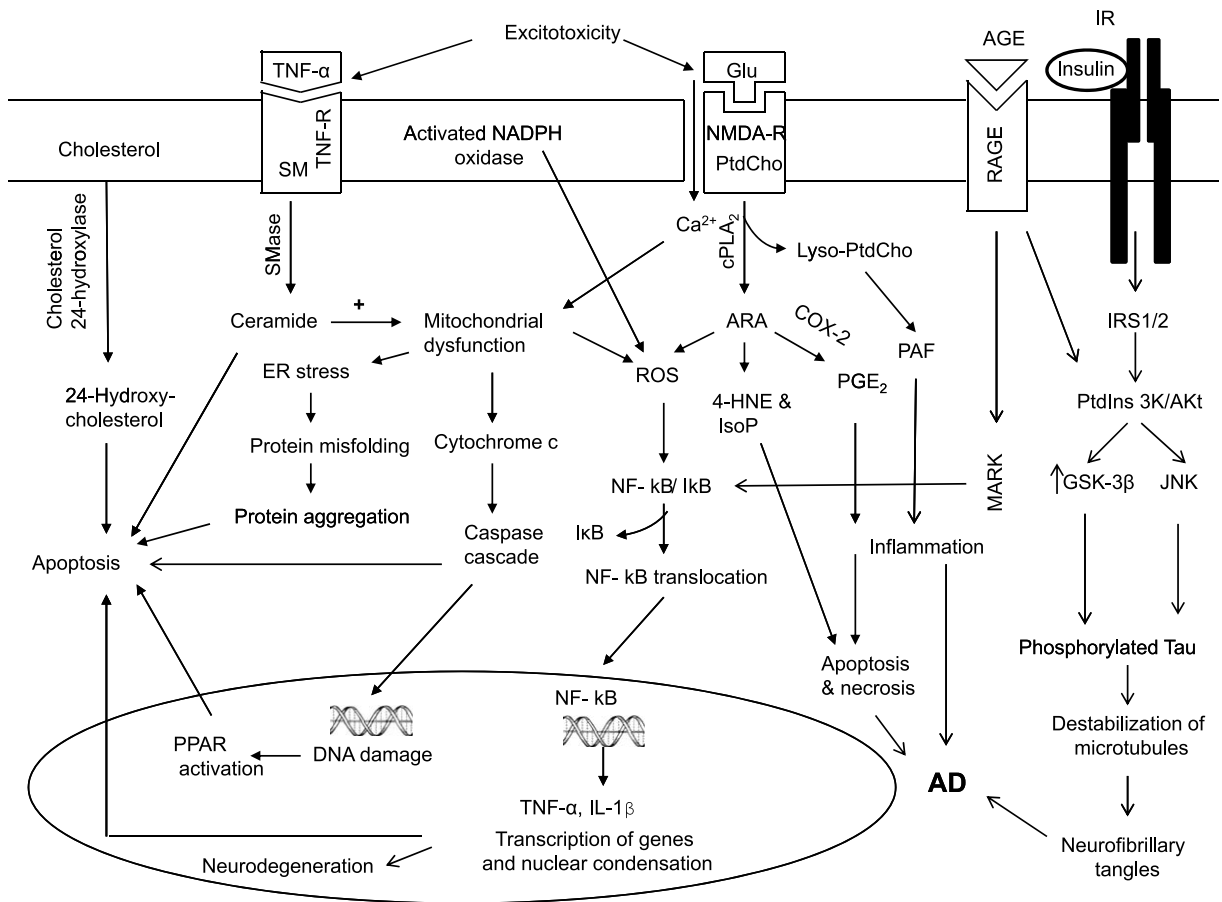 Excitotoxicity
TNF-α
Glu
AGE
IR
Insulin
Cholesterol
SM
TNF-R
Activated NADPH
oxidase
NMDA-R
PtdCho
RAGE
Cholesterol
24-hydroxylase
SMase
Ca²⁺
cPLA₂
Lyso-PtdCho
Ceramide
+
Mitochondrial
dysfunction
ARA
COX-2
PAF
IRS1/2
ER stress
ROS
PGE₂
24-Hydroxy-
cholesterol
4-HNE &
IsoP
PtdIns 3K/AKt
Protein misfolding
Cytochrome c
NF- kB/ IkB
MARK
↑GSK-3β
JNK
Protein aggregation
IκB
Caspase
cascade
Inflammation
Apoptosis
NF- kB translocation
Phosphorylated Tau
Apoptosis
& necrosis
NF- kB
Destabilization of
microtubules
PPAR
activation
DNA damage
AD
TNF-α, IL-1β
Transcription of genes
and nuclear condensation
Neurodegeneration
Neurofibrillary
tangles